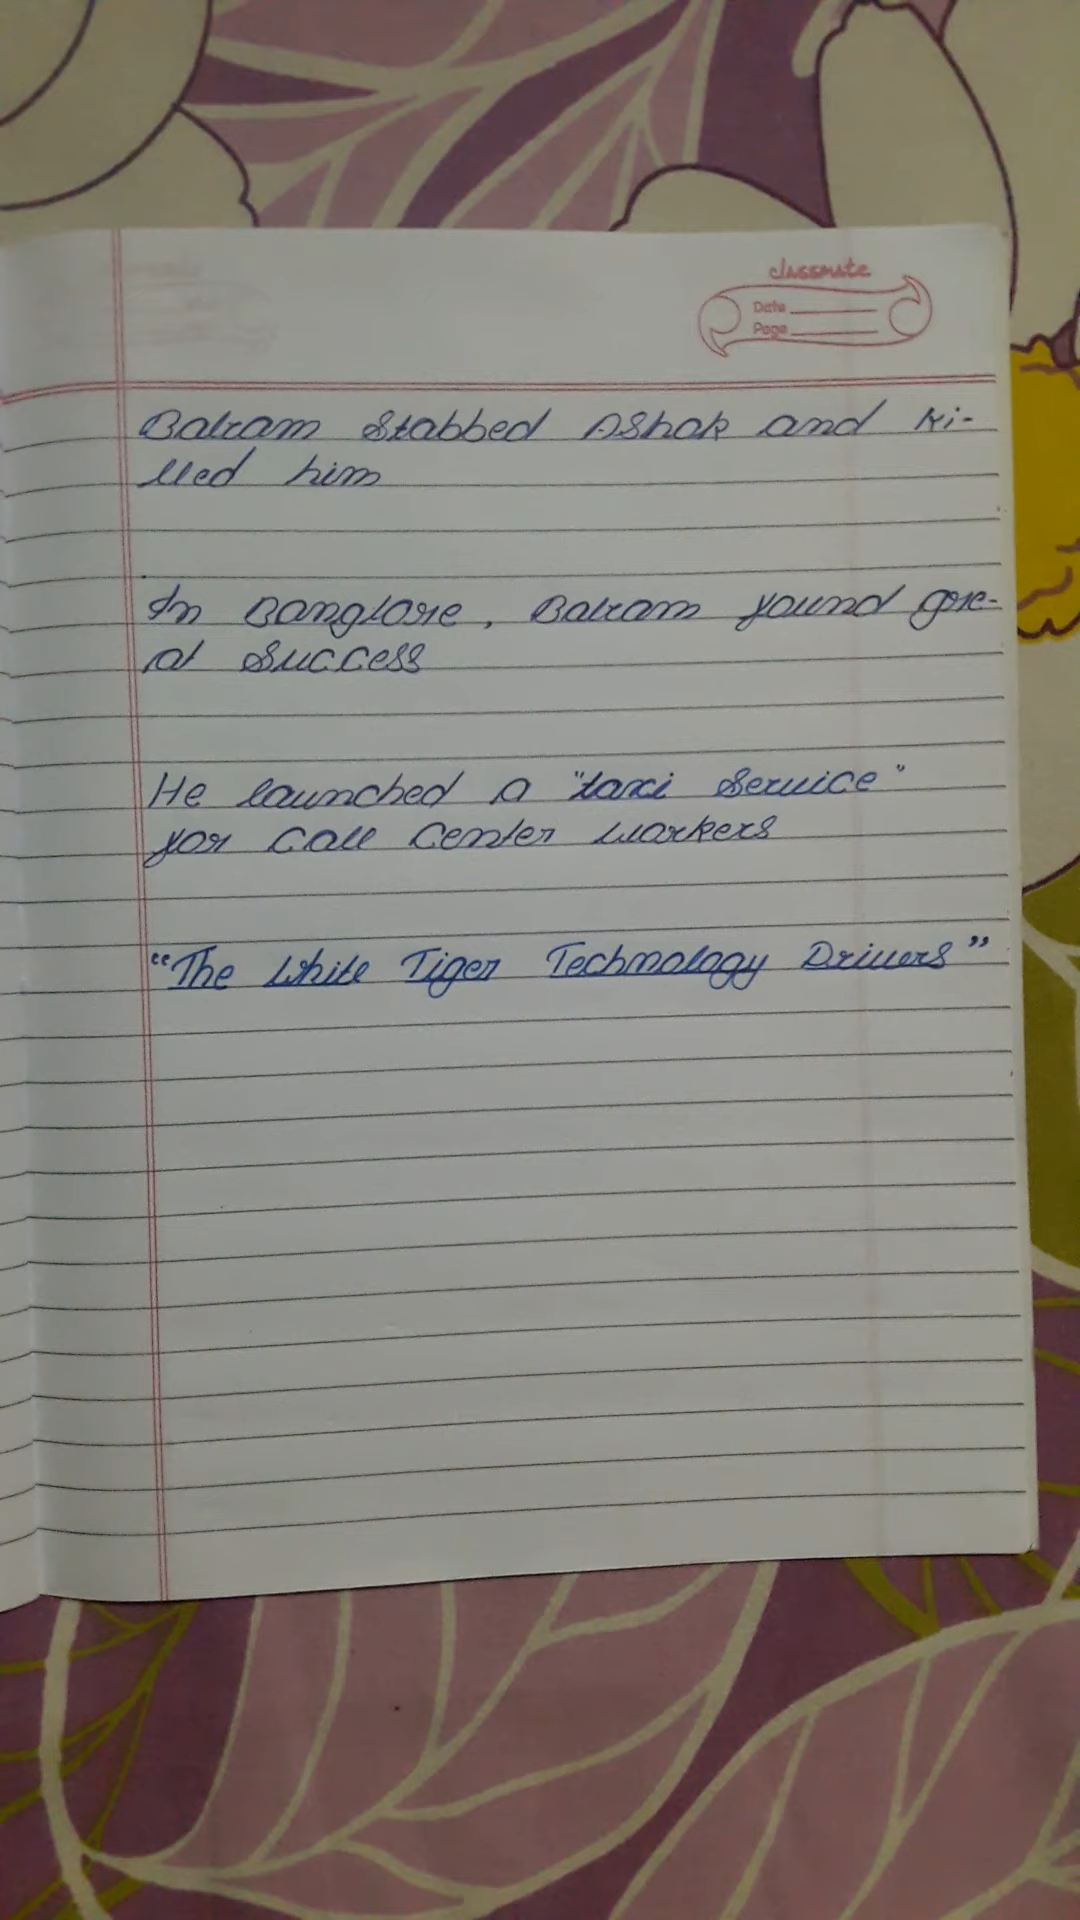 classmate
Date
Page
Balram Stabbed AShok and ki-
lled him
In Banglore, Balram found gre-
at Success
He launched a "taxi Service"
for Call Center workers
"The White Tiger Technology Drivers"